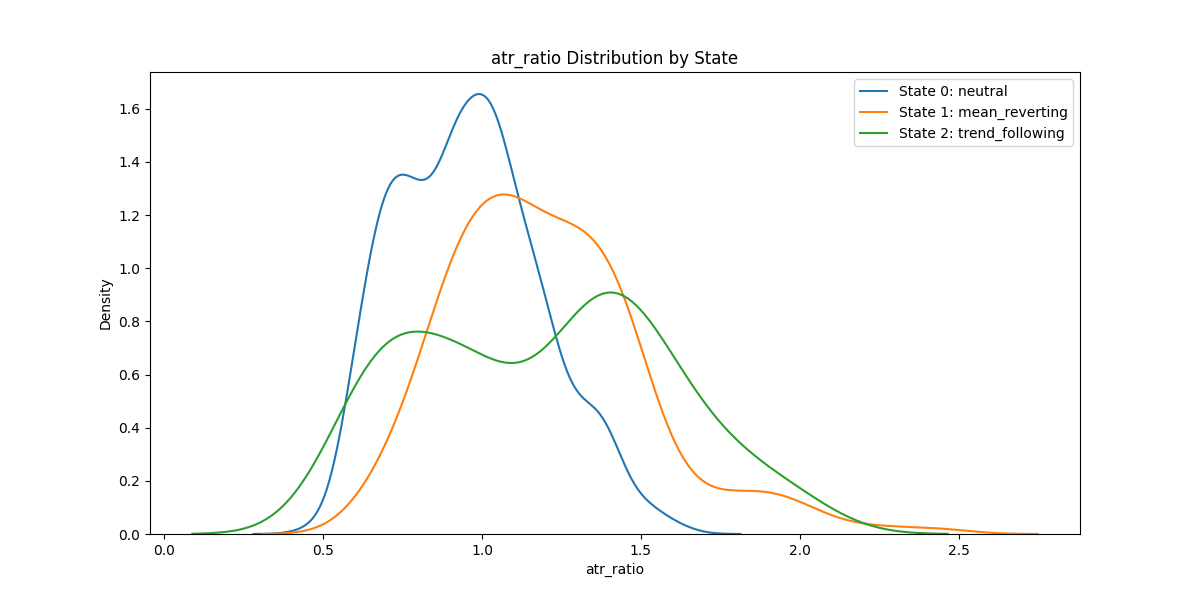 atr_ratio Distribution by State
State 0: neutral
State 1: mean_reverting
State 2: trend_following
Density
1.6
1.4
1.2
1.0
0.8
0.6
0.4
0.2
0.0
0.0 0.5 1.0 1.5 2.0 2.5
atr_ratio